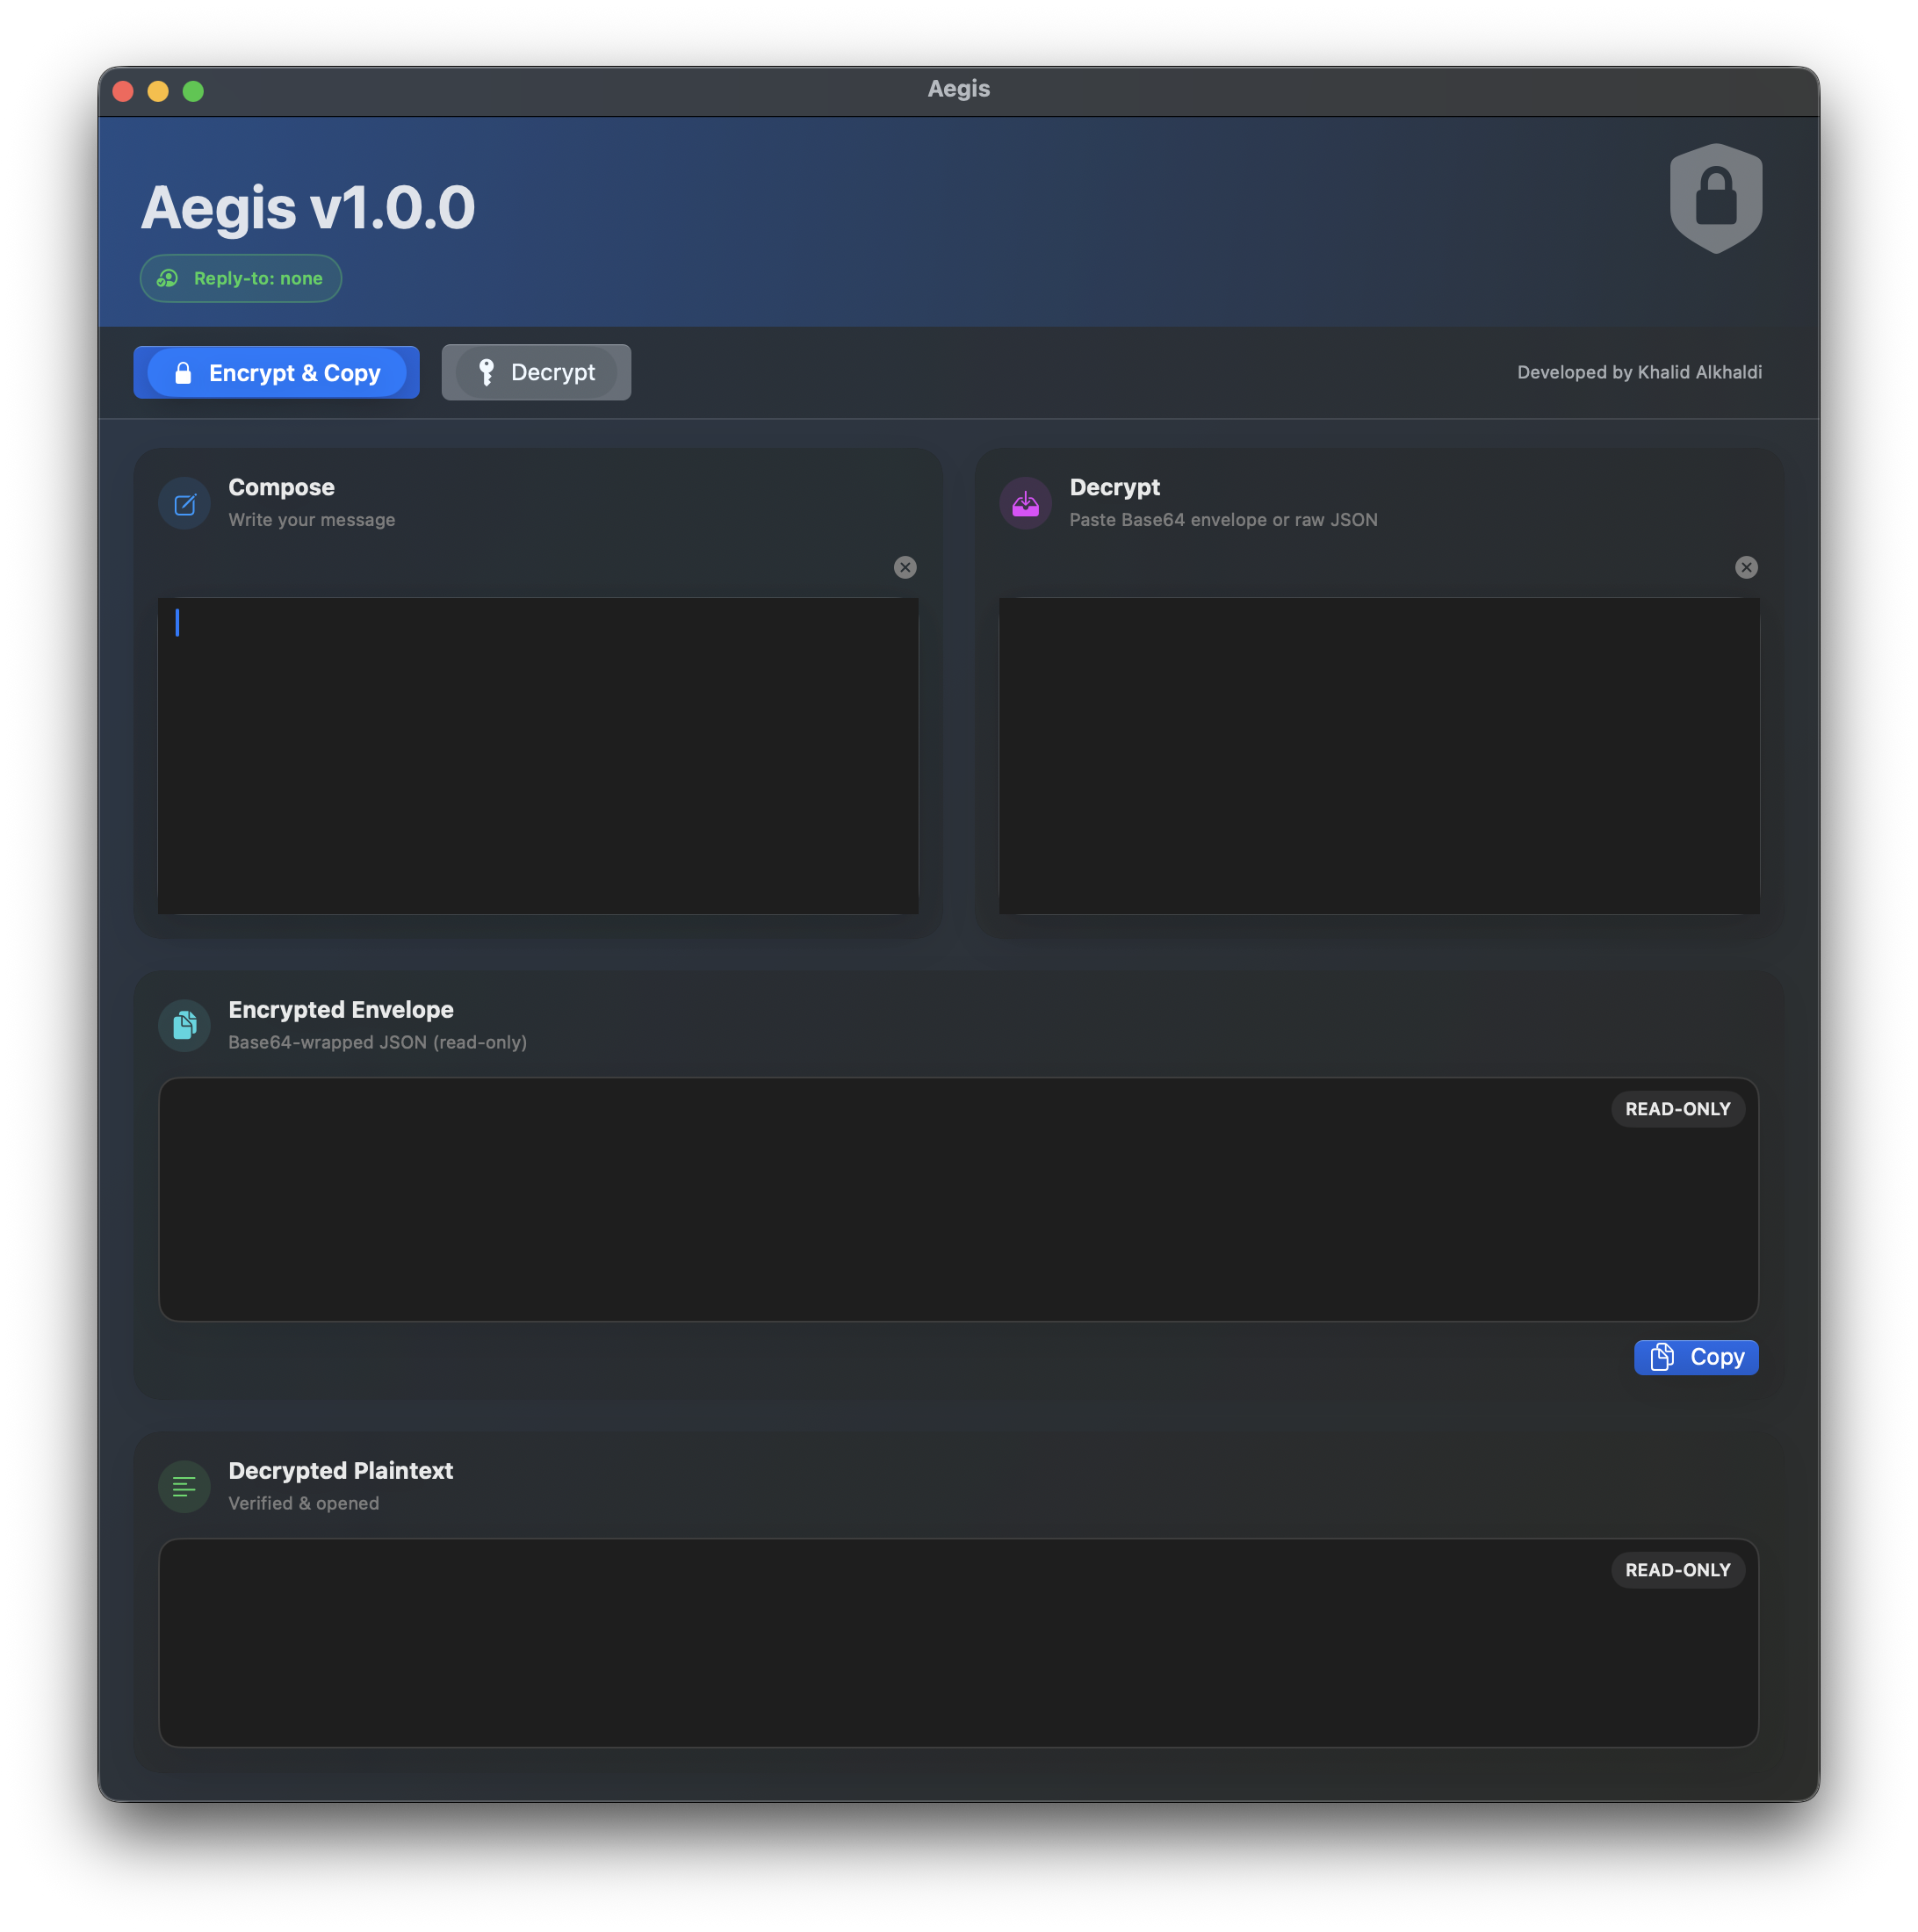 Aegis
Aegis v1.0.0
Reply-to: none
Encrypt & Copy
Decrypt
Developed by Khalid Alkhaldi
Compose
Write your message
Decrypt
Paste Base64 envelope or raw JSON
Encrypted Envelope
Base64-wrapped JSON (read-only)
READ-ONLY
Copy
Decrypted Plaintext
Verified & opened
READ-ONLY